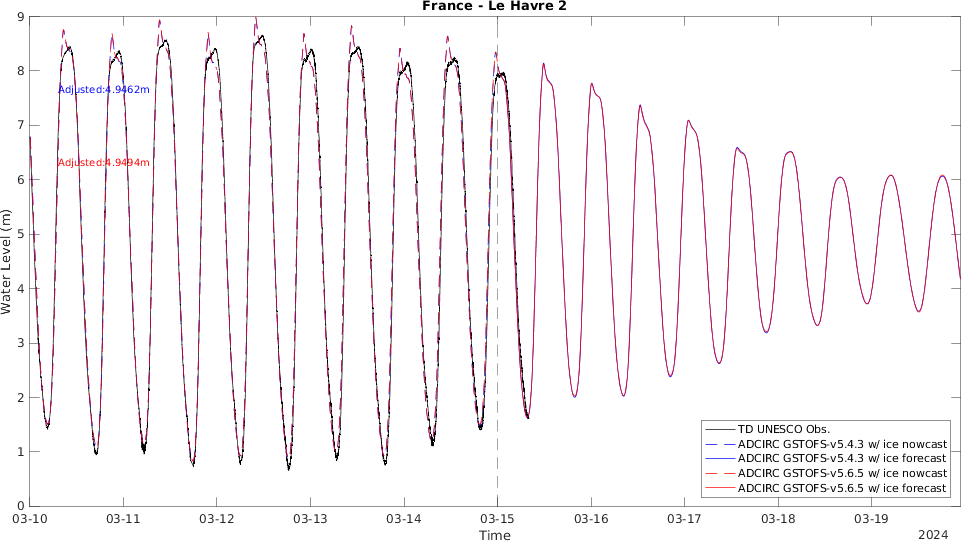 France - Le Havre 2
9
8
7
6
5
4
3
2
1
0
Water Level (m)
Adjusted:4.9462m
Adjusted:4.9494m
TD UNESCO Obs.
ADCIRC GSTOFS-v5.4.3 w/ ice nowcast
ADCIRC GSTOFS-v5.4.3 w/ ice forecast
ADCIRC GSTOFS-v5.6.5 w/ ice nowcast
ADCIRC GSTOFS-v5.6.5 w/ ice forecast
03-10 03-11 03-12 03-13 03-14 03-15 03-16 03-17 03-18 03-19
Time
2024